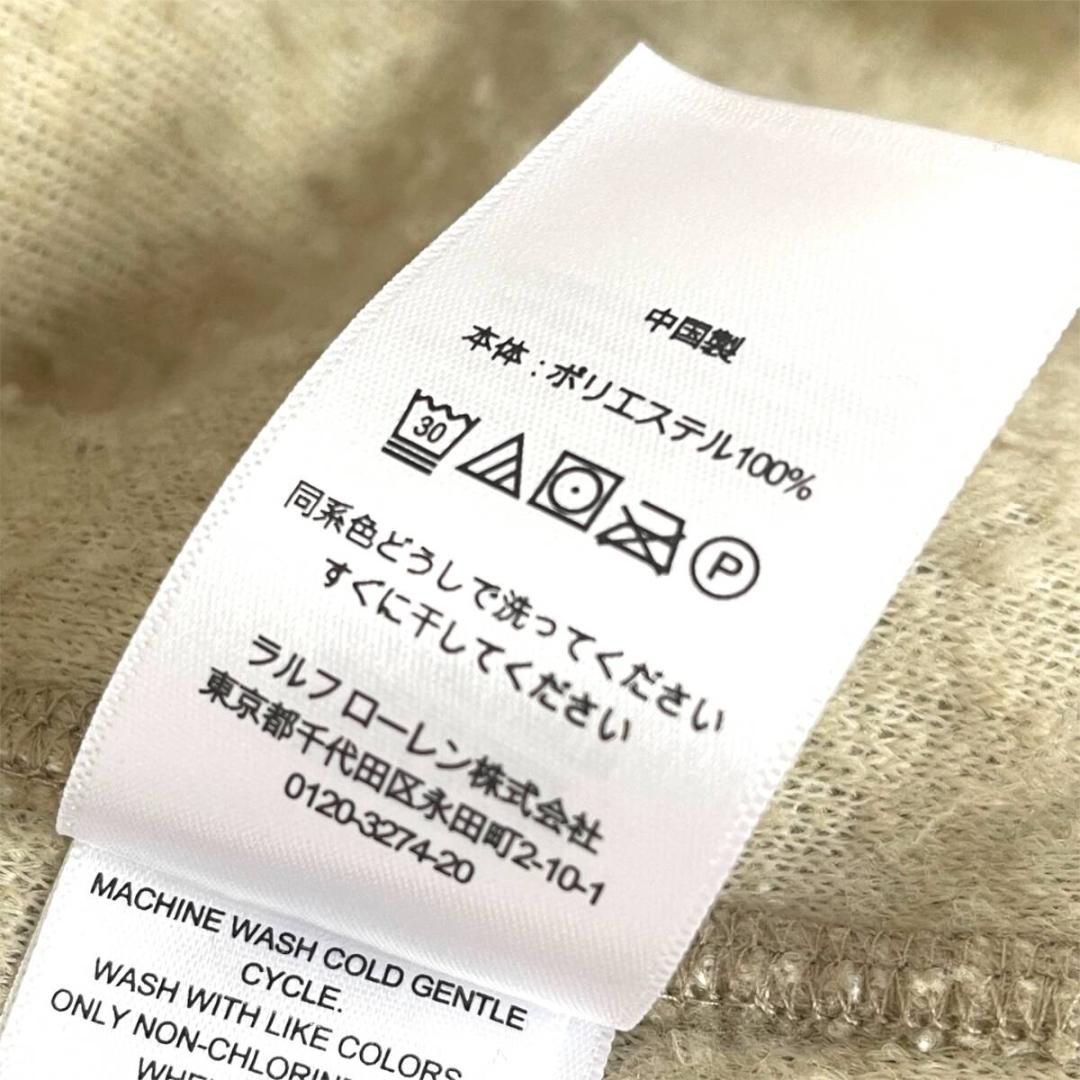 中国製
本体:ポリエステル100%
30 P
同系色どうしで洗ってください
すぐに干してください
ラルフ ローレン株式会社
東京都千代田区永田町2-10-1
0120-3274-20
MACHINE WASH COLD GENTLE
CYCLE.
WASH WITH LIKE COLORS
ONLY NON-CHLORIN